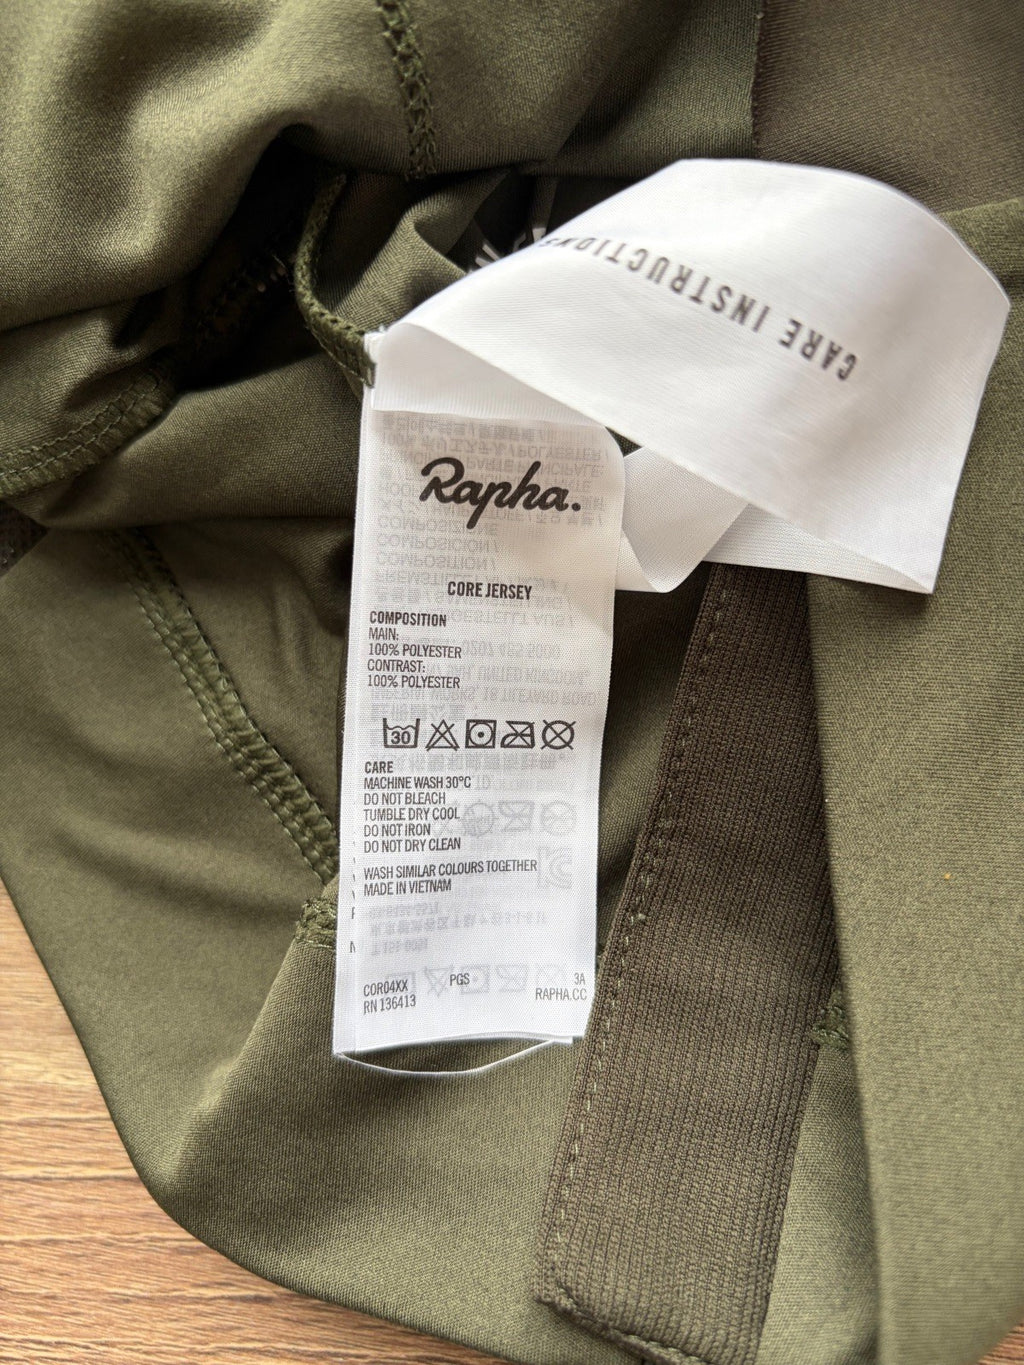 CARE INSTRUCTIONS
Rapha.
CORE JERSEY
COMPOSITION
MAIN:
100% POLYESTER
CONTRAST:
100% POLYESTER
30
CARE
MACHINE WASH 30°C
DO NOT BLEACH
TUMBLE DRY COOL
DO NOT IRON
DO NOT DRY CLEAN
WASH SIMILAR COLOURS TOGETHER
MADE IN VIETNAM
COR04XX PGS 3A
RN 136413 RAPHA.CC